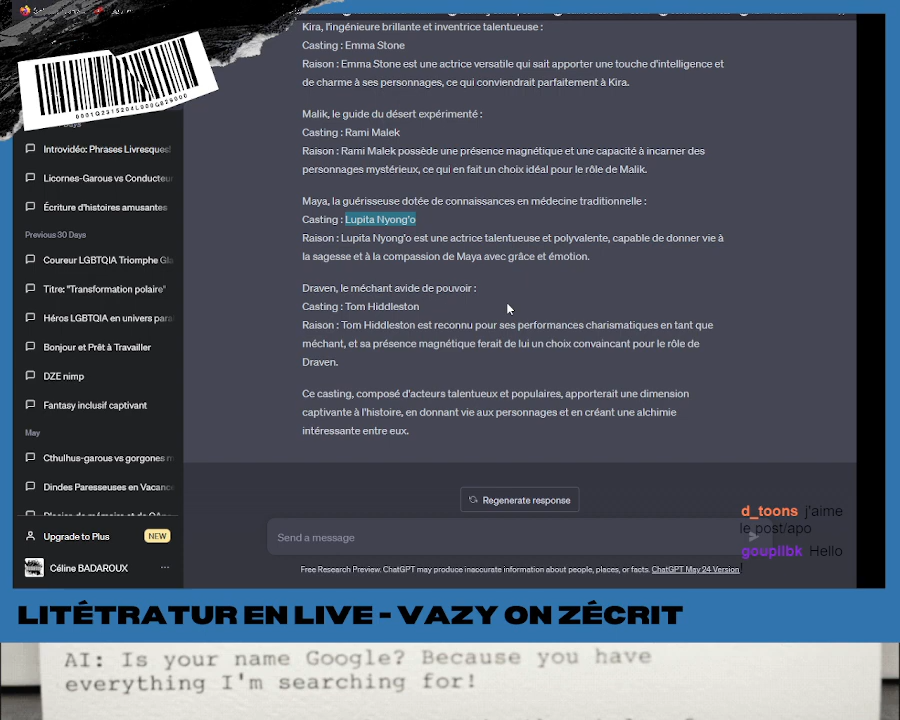 Kira, l'ingénieure brillante et inventrice talentueuse :
Casting : Emma Stone
Raison : Emma Stone est une actrice versatile qui sait apporter une touche d'intelligence et
de charme à ses personnages, ce qui conviendrait parfaitement à Kira.
Malik, le guide du désert expérimenté :
Casting : Rami Malek
Raison : Rami Malek possède une présence magnétique et une capacité à incarner des
personnages mystérieux, ce qui en fait un choix idéal pour le rôle de Malik.
Maya, la guérisseuse dotée de connaissances en médecine traditionnelle :
Casting : Lupita Nyong'o
Raison : Lupita Nyong'o est une actrice talentueuse et polyvalente, capable de donner vie à
la sagesse et à la compassion de Maya avec grâce et émotion.
Draven, le méchant avide de pouvoir :
Casting : Tom Hiddleston
Raison : Tom Hiddleston est reconnu pour ses performances charismatiques en tant que
méchant, et sa présence magnétique ferait de lui un choix convaincant pour le rôle de
Draven.
Ce casting, composé d'acteurs talentueux et populaires, apporterait une dimension
captivante à l'histoire, en donnant vie aux personnages et en créant une alchimie
intéressante entre eux.
Days
Introvidéo: Phrases Livresques!
Licornes-Garous vs Conducteu
Écriture d'histoires amusantes
Previous 30 Days
Coureur LGBTQIA Triomphe Gla
Titre: "Transformation polaire"
Héros LGBTQIA en univers para
Bonjour et Prêt à Travailler
DZE nimp
Fantasy inclusif captivant
May
Cthulhus-garous vs gorgones m
Dindes Paresseuses en Vacanc
Upgrade to Plus NEW
Céline BADAROUX ...
Regenerate response
Send a message
Free Research Preview. ChatGPT may produce inaccurate information about people, places, or facts. ChatGPT May 24 Version
d_toons j'aime
le post/apo
gouplibk Hello
!
LITÉTRATUR EN LIVE - VAZY ON ZÉCRIT
AI: Is your name Google? Because you have
everything I'm searching for!